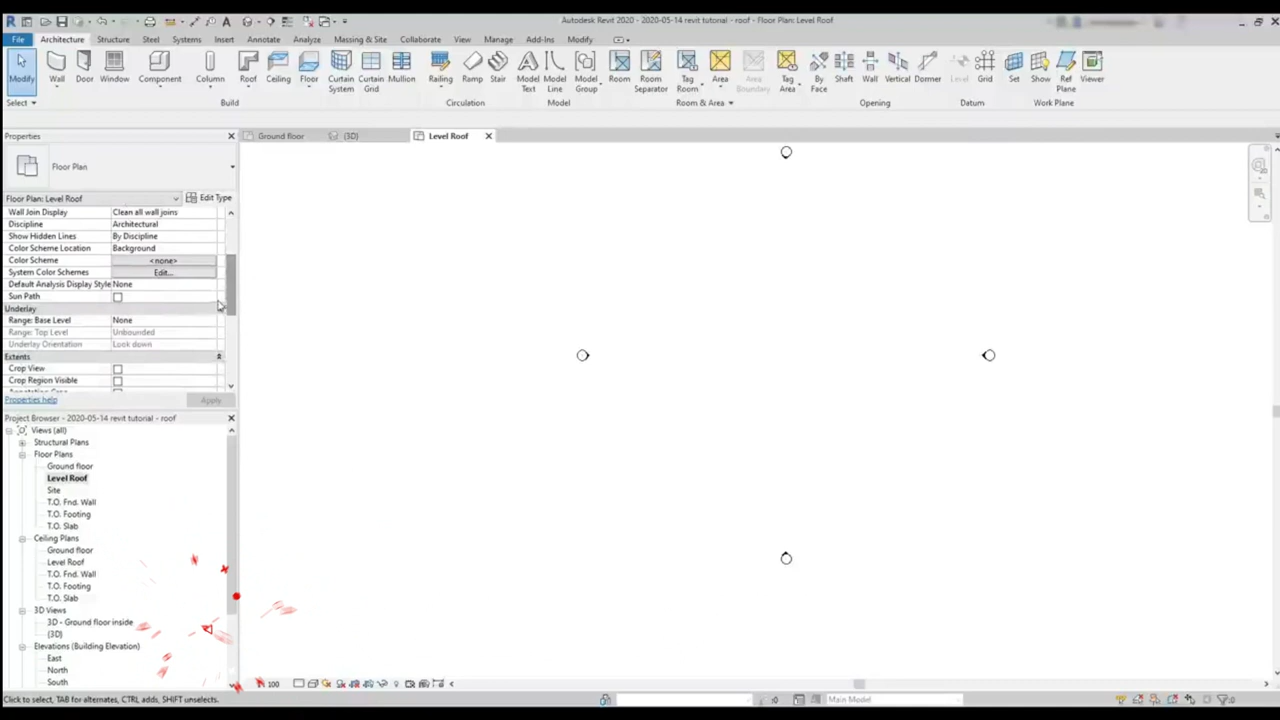 Autodesk Revit 2020 - 2020-05-14 revit tutorial - roof - Floor Plan: Level Roof
File Architecture Structure Steel Systems Insert Annotate Analyze Massing & Site Collaborate View Manage Add-Ins Modify
Modify Wall Door Window Component Column Roof Ceiling Floor Curtain System Curtain Grid Mullion Railing Ramp Stair Model Text Model Line Model Group Room Room Separator Tag Room Area Area Boundary Tag Area By Face Shaft Wall Vertical Dormer Level Grid Set Show Ref Plane Viewer
Select Build Circulation Model Room & Area Opening Datum Work Plane
Properties
Ground floor
(3D)
Level Roof
Floor Plan
Floor Plan: Level Roof
Edit Type
Wall Join Display Clean all wall joins
Discipline Architectural
Show Hidden Lines By Discipline
Color Scheme Location Background
Color Scheme <none>
System Color Schemes Edit...
Default Analysis Display Style None
Sun Path
Underlay
Range: Base Level None
Range: Top Level Unbounded
Underlay Orientation Look down
Extents
Crop View
Crop Region Visible
Properties help
Apply
Project Browser - 2020-05-14 revit tutorial - roof
Views (all)
Structural Plans
Floor Plans
Ground floor
Level Roof
Site
T.O. Fnd. Wall
T.O. Footing
T.O. Slab
Ceiling Plans
Ground floor
Level Roof
T.O. Fnd. Wall
T.O. Footing
T.O. Slab
3D Views
3D - Ground floor inside
(3D)
Elevations (Building Elevation)
East
North
South
100
Click to select, TAB for alternates, CTRL adds, SHIFT unselects.
:0
Main Model
:0